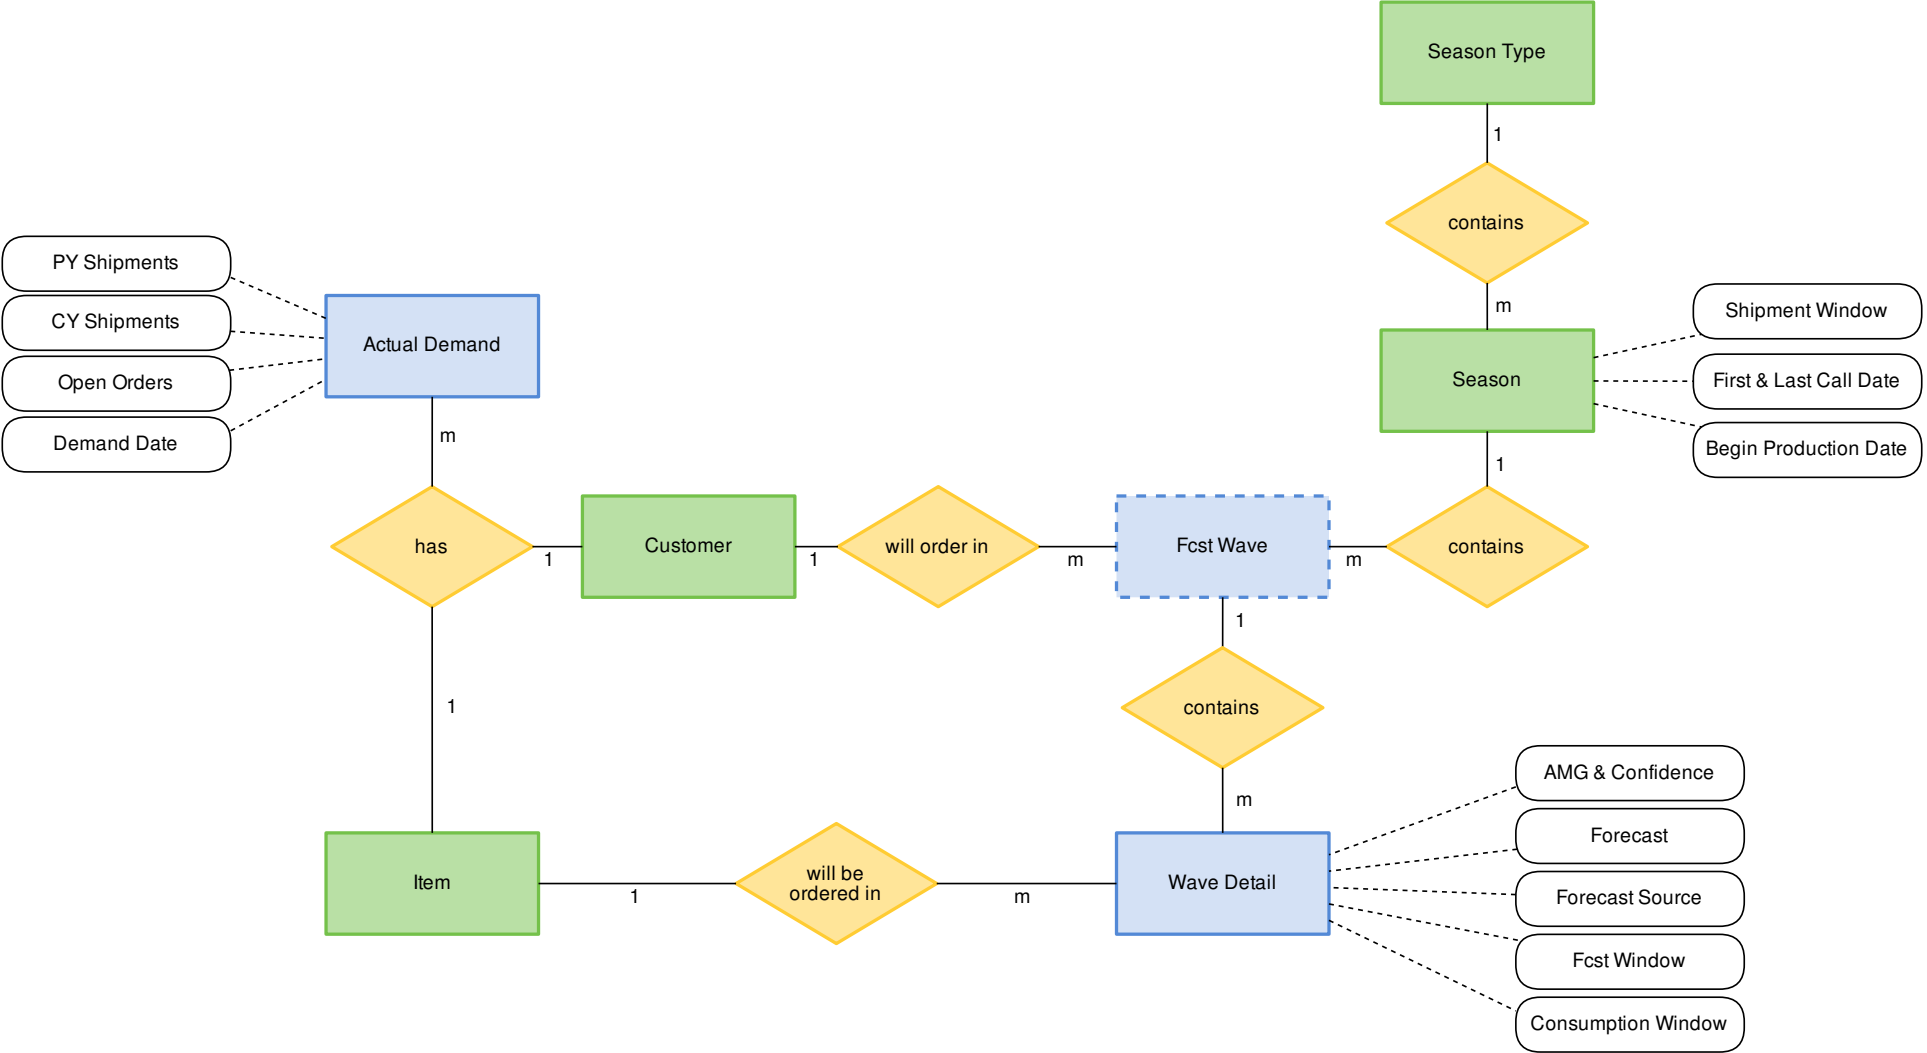 Season Type
1
contains
m
PY Shipments
CY Shipments
Open Orders
Demand Date
Actual Demand
Season
Shipment Window
First & Last Call Date
Begin Production Date
m
1
has
1
Customer
1
will order in
m
Fcst Wave
m
contains
1
1
contains
m
Item
1
will be
ordered in
m
Wave Detail
AMG & Confidence
Forecast
Forecast Source
Fcst Window
Consumption Window